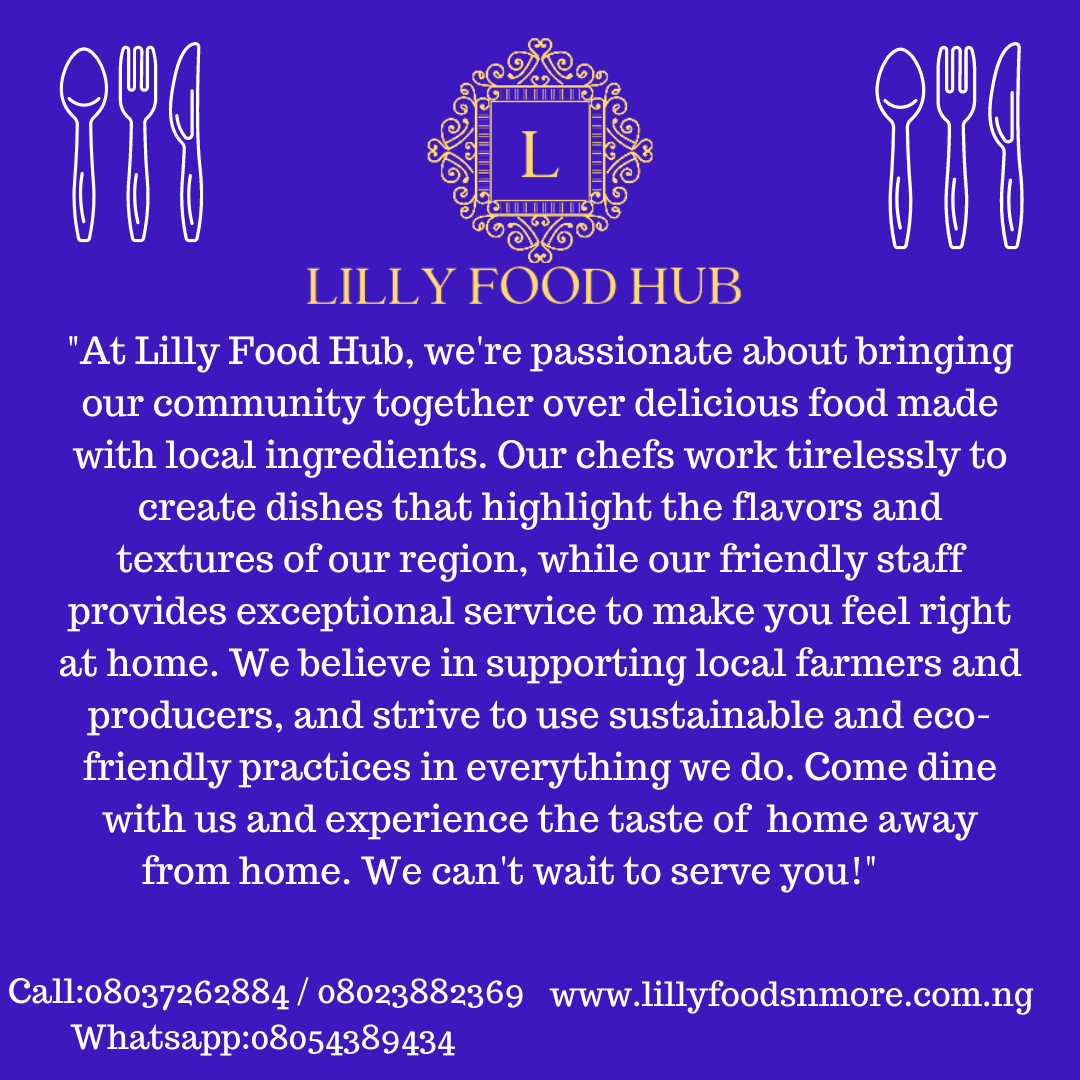 L
LILLY FOOD HUB
"At Lilly Food Hub, we're passionate about bringing
our community together over delicious food made
with local ingredients. Our chefs work tirelessly to
create dishes that highlight the flavors and
textures of our region, while our friendly staff
provides exceptional service to make you feel right
at home. We believe in supporting local farmers and
producers, and strive to use sustainable and eco-
friendly practices in everything we do. Come dine
with us and experience the taste of  home away
from home. We can't wait to serve you!"
Call:08037262884 / 08023882369 www.lillyfoodsnmore.com.ng
Whatsapp:08054389434